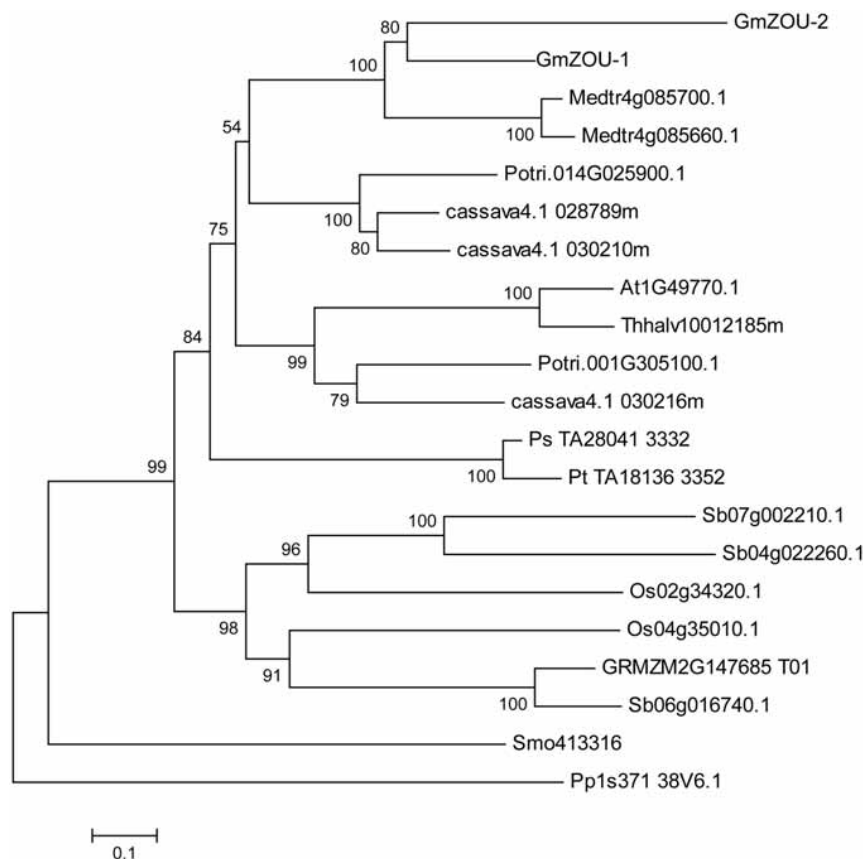 GmZOU-2
80
GmZOU-1
100
Medtr4g085700.1
Medtr4g085660.1
100
54
Potri.014G025900.1
cassava4.1 028789m
100
cassava4.1 030210m
80
75
At1G49770.1
100
Thhalv10012185m
84
Potri.001G305100.1
99
cassava4.1 030216m
79
Ps TA28041 3332
Pt TA18136 3352
100
99
Sb07g002210.1
100
Sb04g022260.1
96
Os02g34320.1
98
Os04g35010.1
GRMZM2G147685 T01
91
Sb06g016740.1
100
Smo413316
Pp1s371 38V6.1
0.1